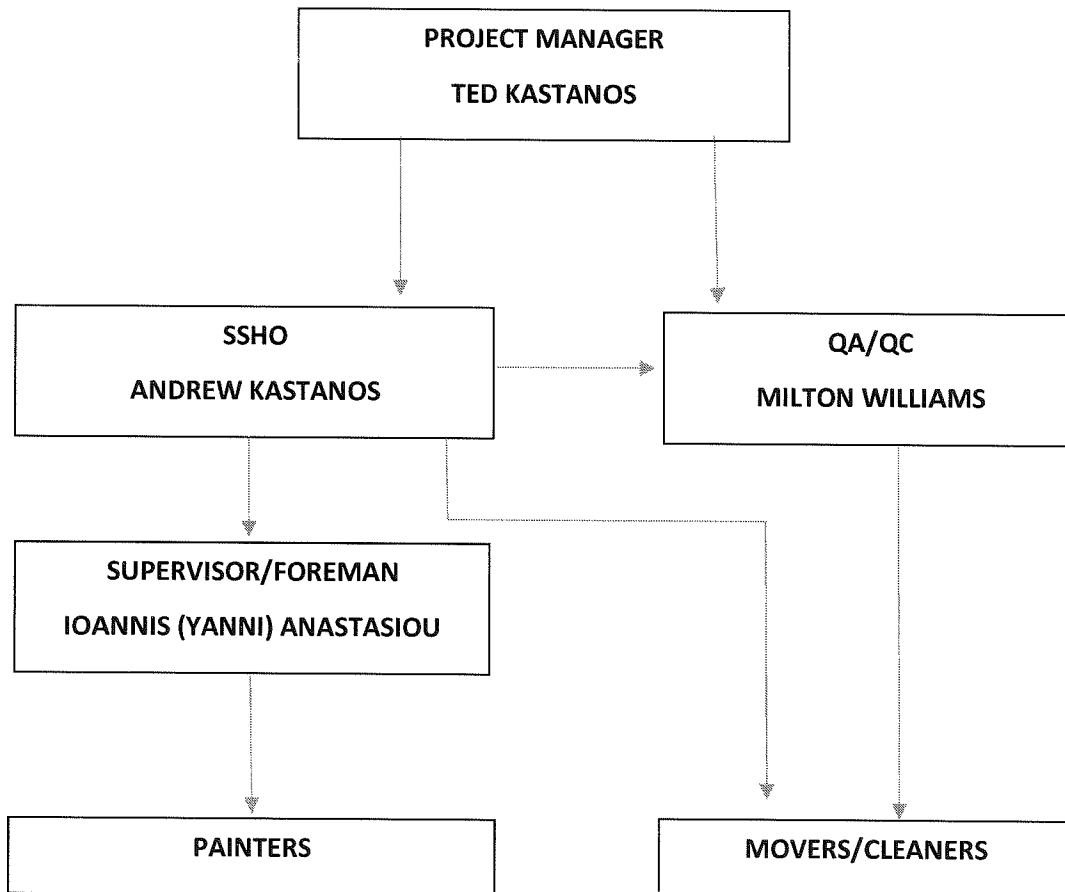 PROJECT MANAGER
TED KASTANOS
SSHO
ANDREW KASTANOS
QA/QC
MILTON WILLIAMS
SUPERVISOR/FOREMAN
IOANNIS (YANNI) ANASTASIOU
PAINTERS
MOVERS/CLEANERS